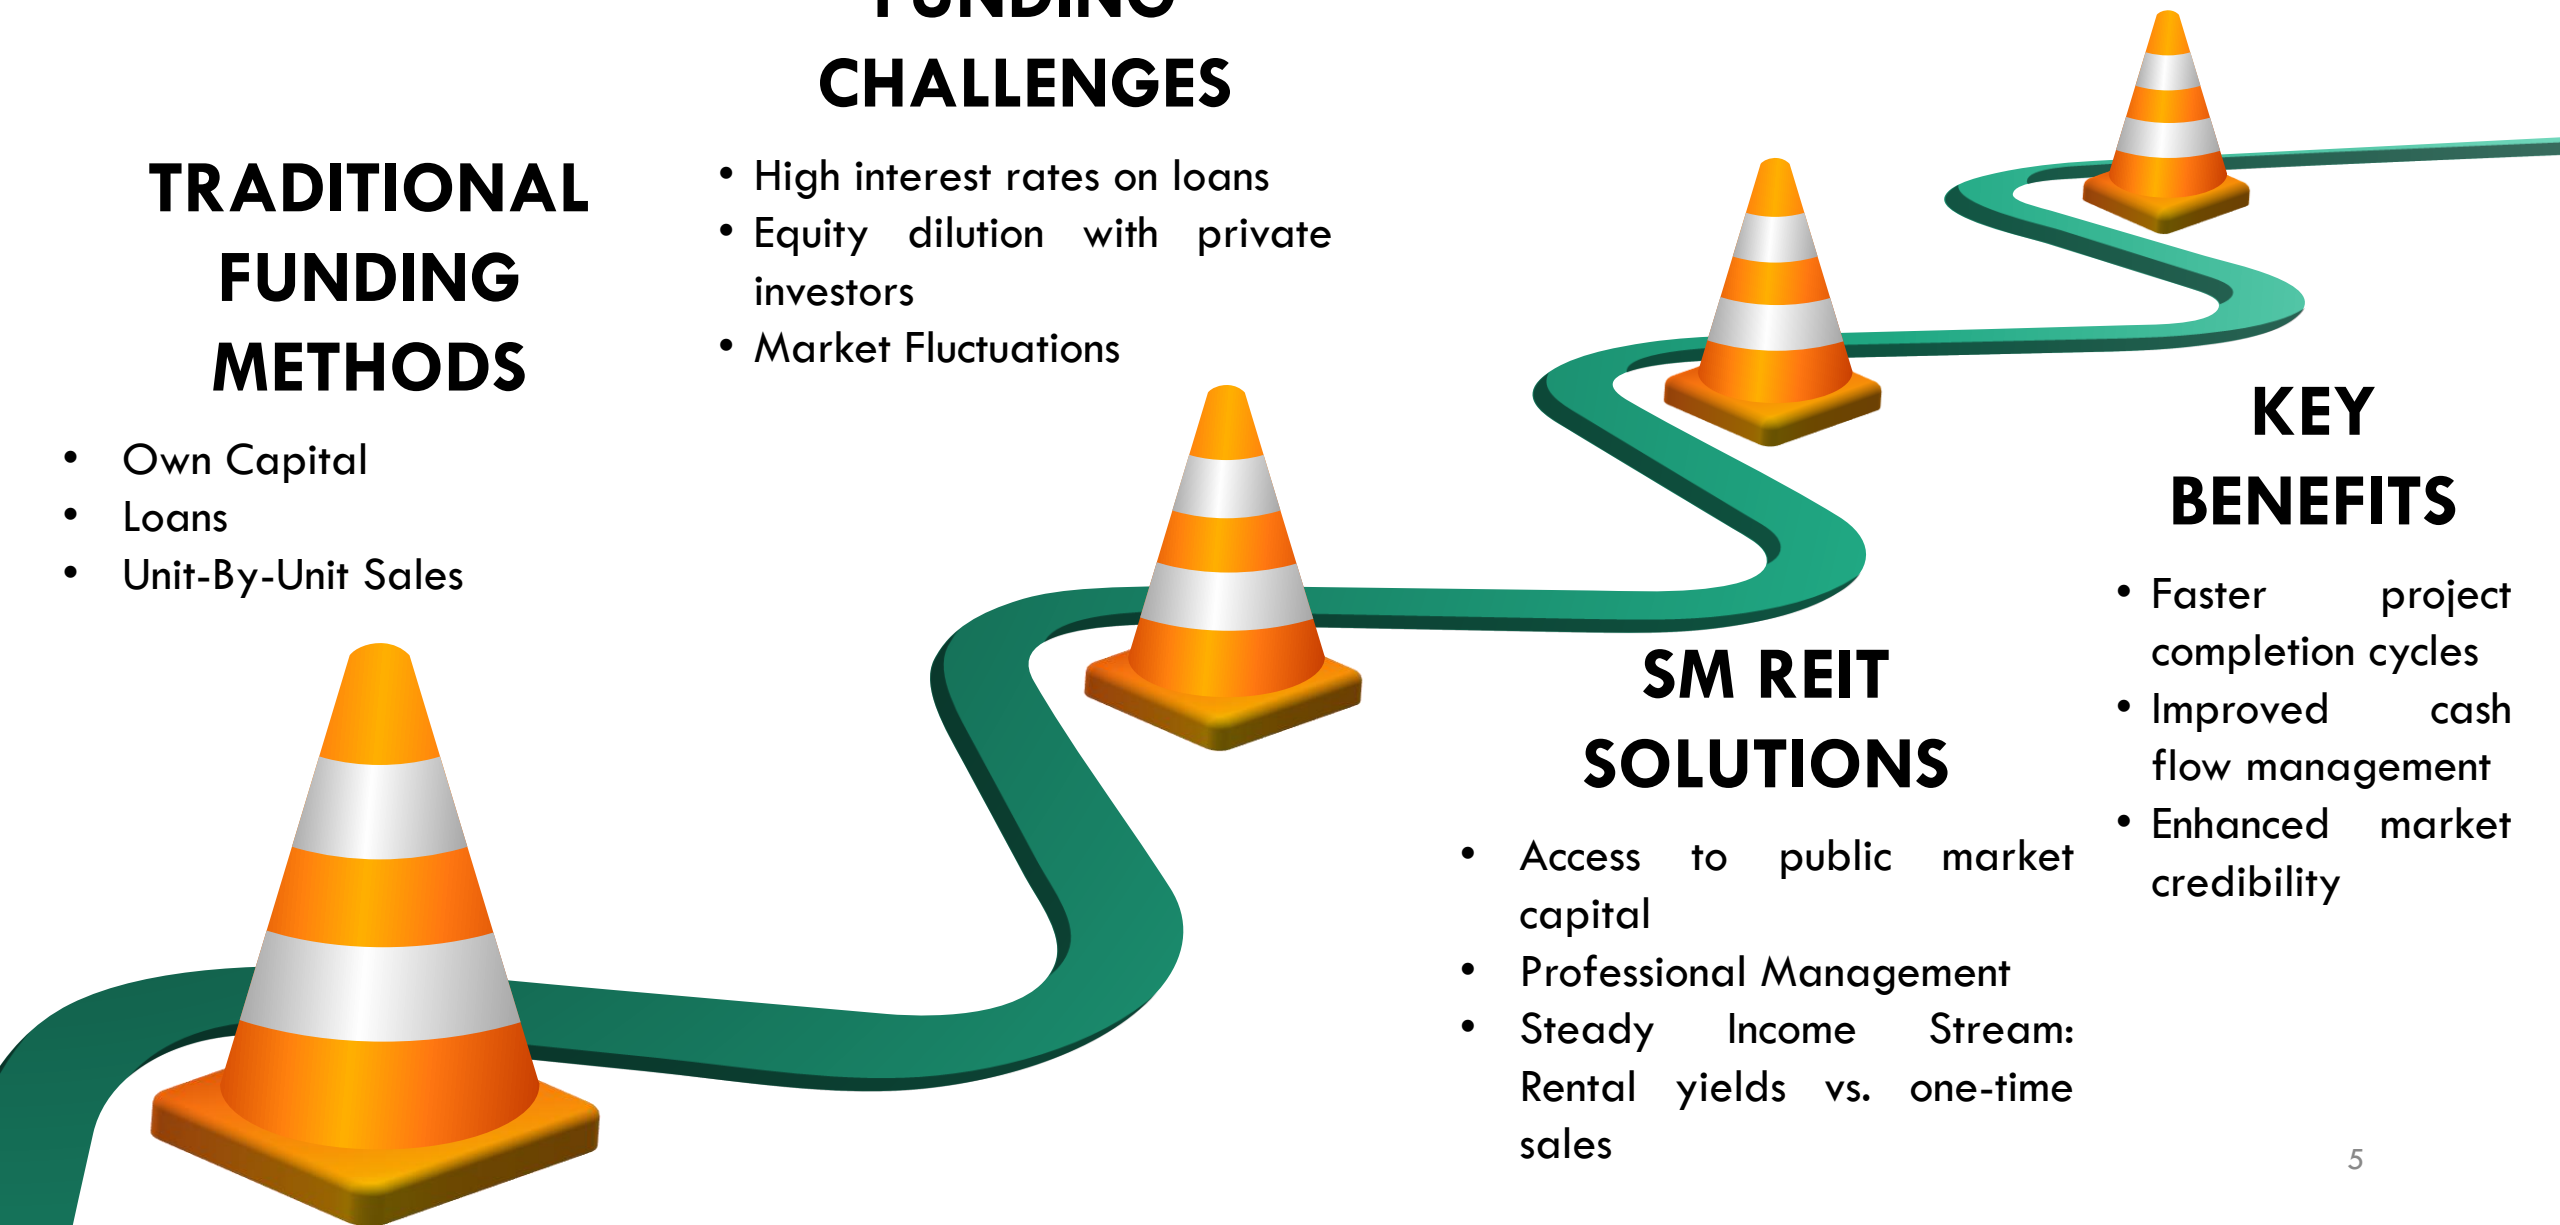 TRADITIONAL
FUNDING
METHODS
• Own Capital
• Loans
• Unit-By-Unit Sales
FUNDING
CHALLENGES
• High interest rates on loans
• Equity dilution with private
investors
• Market Fluctuations
SM REIT
SOLUTIONS
• Access to public market
capital
• Professional Management
• Steady Income Stream:
Rental yields vs. one-time
sales
KEY
BENEFITS
• Faster project
completion cycles
• Improved cash
flow management
• Enhanced market
credibility
5